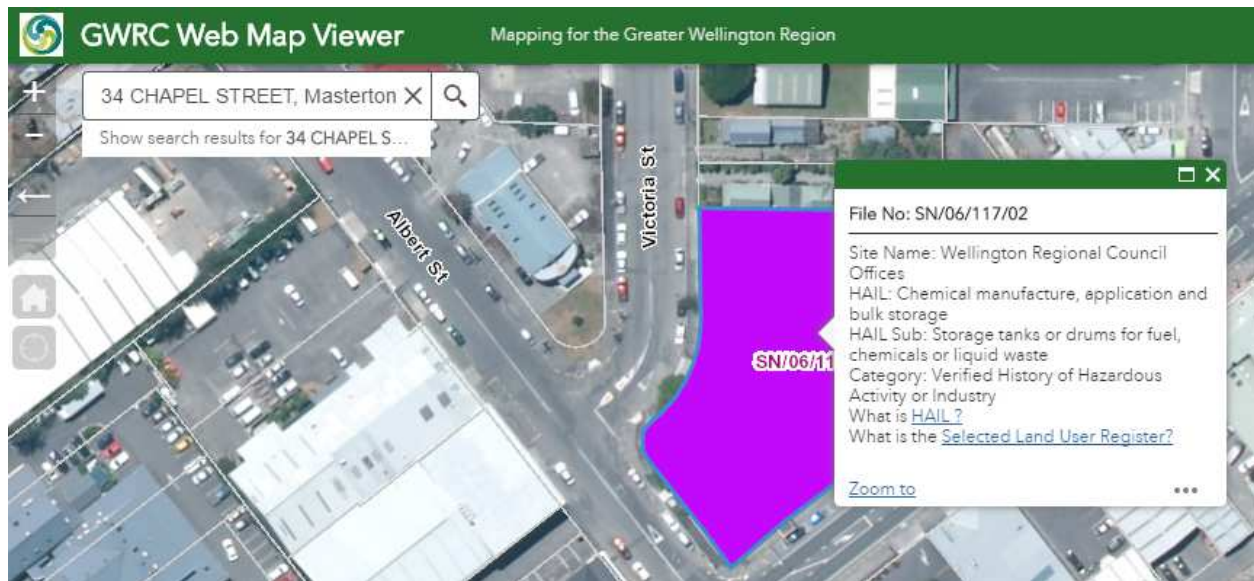 GWRC Web Map Viewer
Mapping for the Greater Wellington Region
34 CHAPEL STREET, Masterton
Show search results for 34 CHAPEL S...
Albert St
Victoria St
SN/06/11
File No: SN/06/117/02
Site Name: Wellington Regional Council
Offices
HAIL: Chemical manufacture, application and
bulk storage
HAIL Sub: Storage tanks or drums for fuel,
chemicals or liquid waste
Category: Verified History of Hazardous
Activity or Industry
What is HAIL ?
What is the Selected Land User Register?
Zoom to